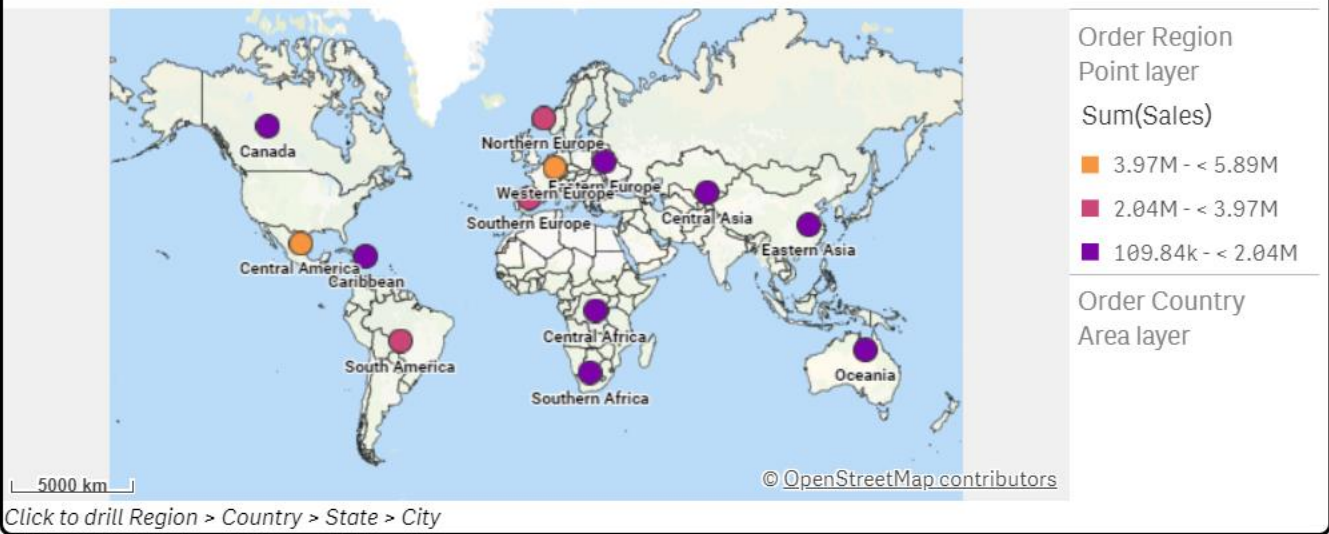 Canada
Northern Europe
Eastern Europe
Western Europe
Southern Europe
Central Asia
Eastern Asia
Central America
Caribbean
South America
Central Africa
Southern Africa
Oceania
5000 km
© OpenStreetMap contributors
Click to drill Region > Country > State > City
Order Region
Point layer
Sum(Sales)
3.97M - < 5.89M
2.04M - < 3.97M
109.84k - < 2.04M
Order Country
Area layer